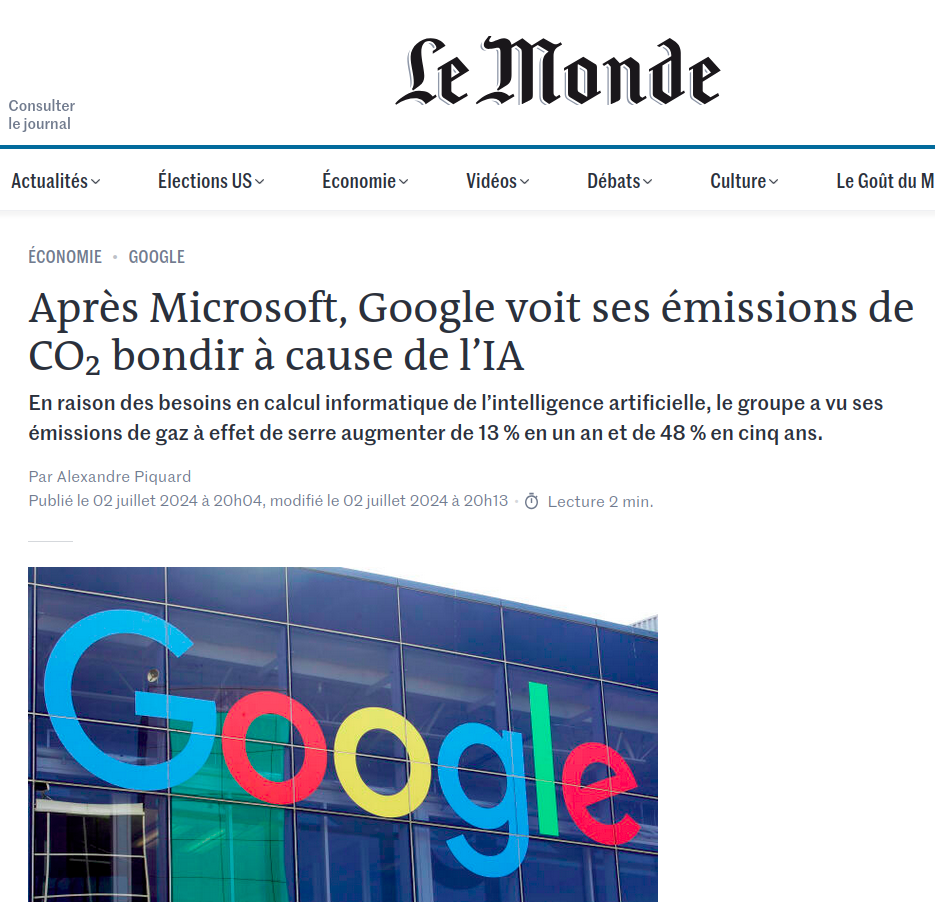 Le Monde
Consulter
le journal
Actualités
Élections US
Économie
Vidéos
Débats
Culture
Le Goût du M
ÉCONOMIE • GOOGLE
Après Microsoft, Google voit ses émissions de
CO₂ bondir à cause de l’IA
En raison des besoins en calcul informatique de l’intelligence artificielle, le groupe a vu ses
émissions de gaz à effet de serre augmenter de 13 % en un an et de 48 % en cinq ans.
Par Alexandre Piquard
Publié le 02 juillet 2024 à 20h04, modifié le 02 juillet 2024 à 20h13 • Lecture 2 min.
Google